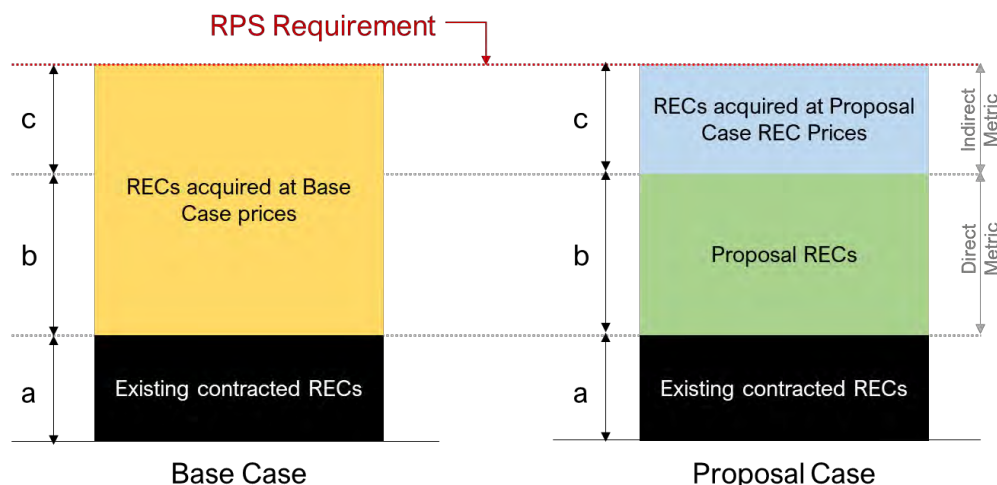 RPS Requirement
c
b
a
RECs acquired at Base
Case prices
Existing contracted RECs
Base Case
c
b
a
RECs acquired at Proposal
Case REC Prices
Proposal RECs
Existing contracted RECs
Proposal Case
Indirect
Metric
Direct
Metric